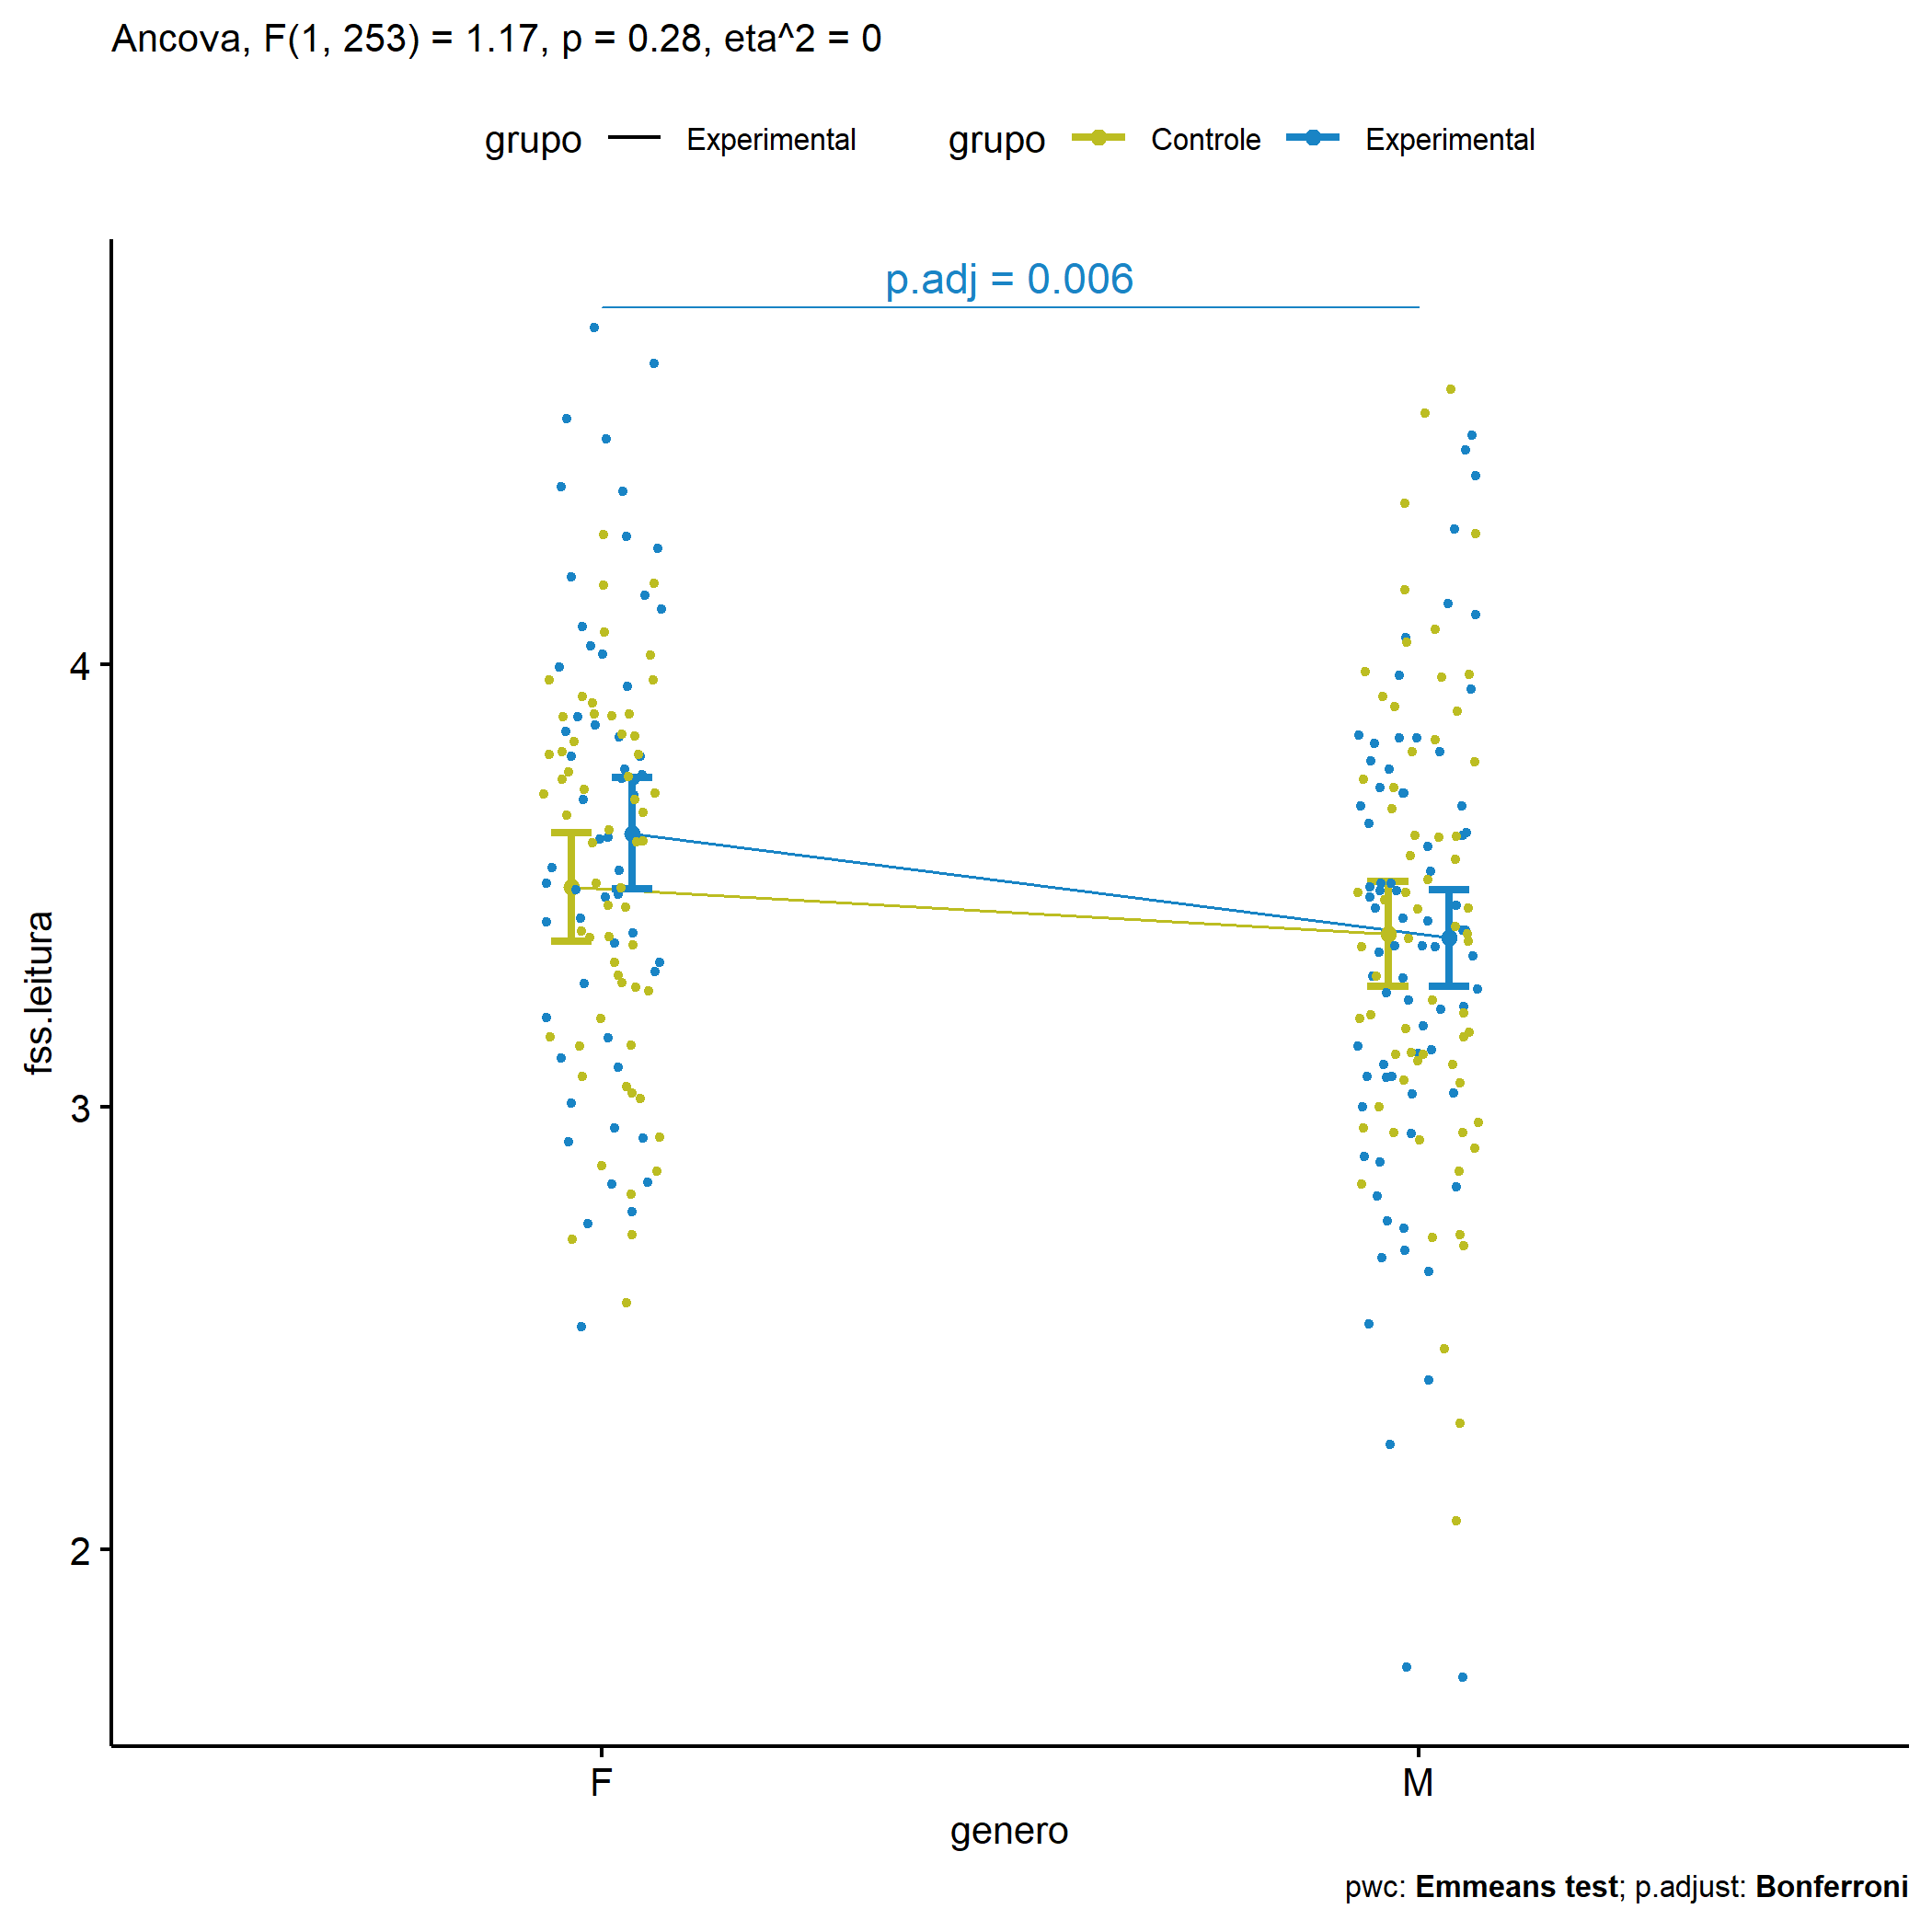 Ancova, F(1, 253) = 1.17, p = 0.28, eta^2 = 0
grupo Experimental grupo Controle Experimental
p.adj = 0.006
4
3
2
fss.leitura
F M
genero
pwc: Emmeans test; p.adjust: Bonferroni